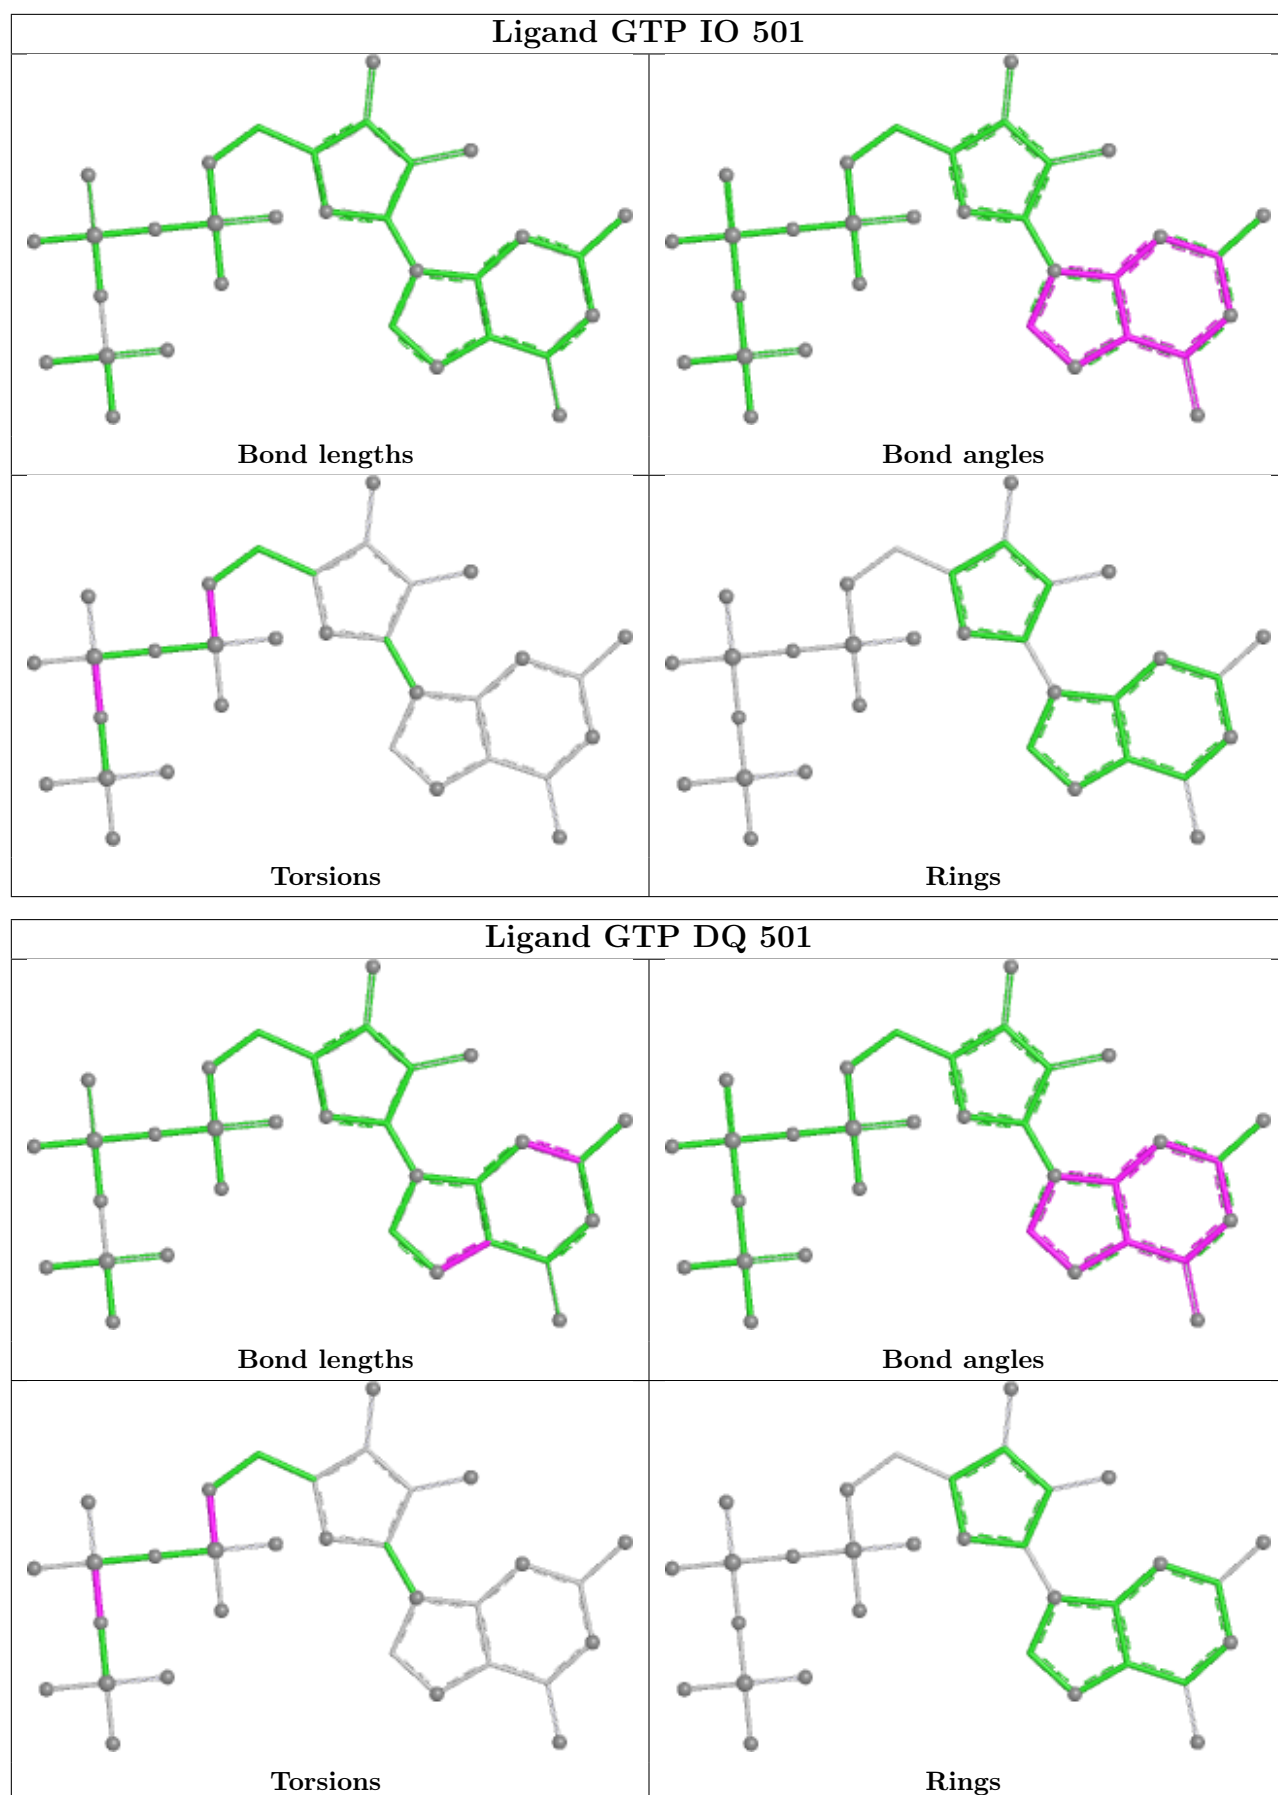 Ligand GTP IO 501
Bond lengths
Bond angles
Torsions
Rings
Ligand GTP DQ 501
Bond lengths
Bond angles
Torsions
Rings